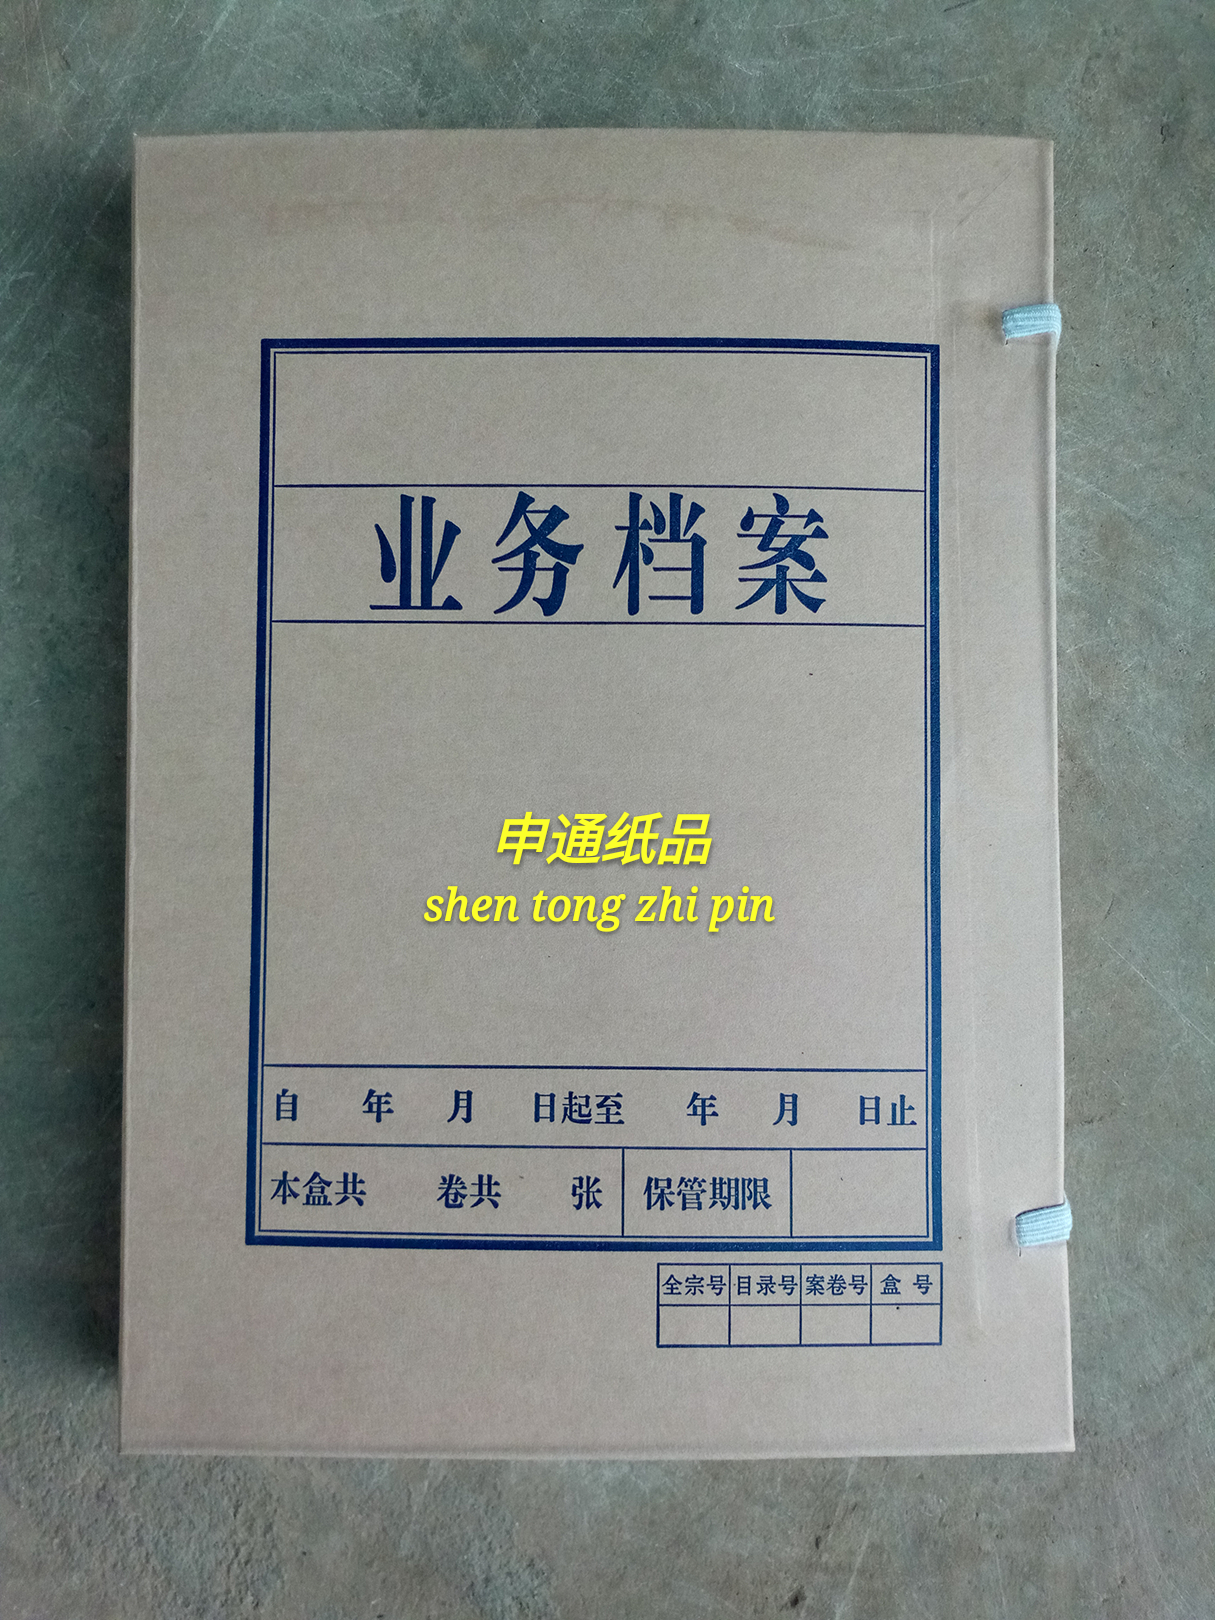 业务档案
申通纸品
shen tong zhi pin
自 年 月 日起至 年 月 日止
本盒共 卷共 张 保管期限
全宗号 目录号 案卷号 盒号